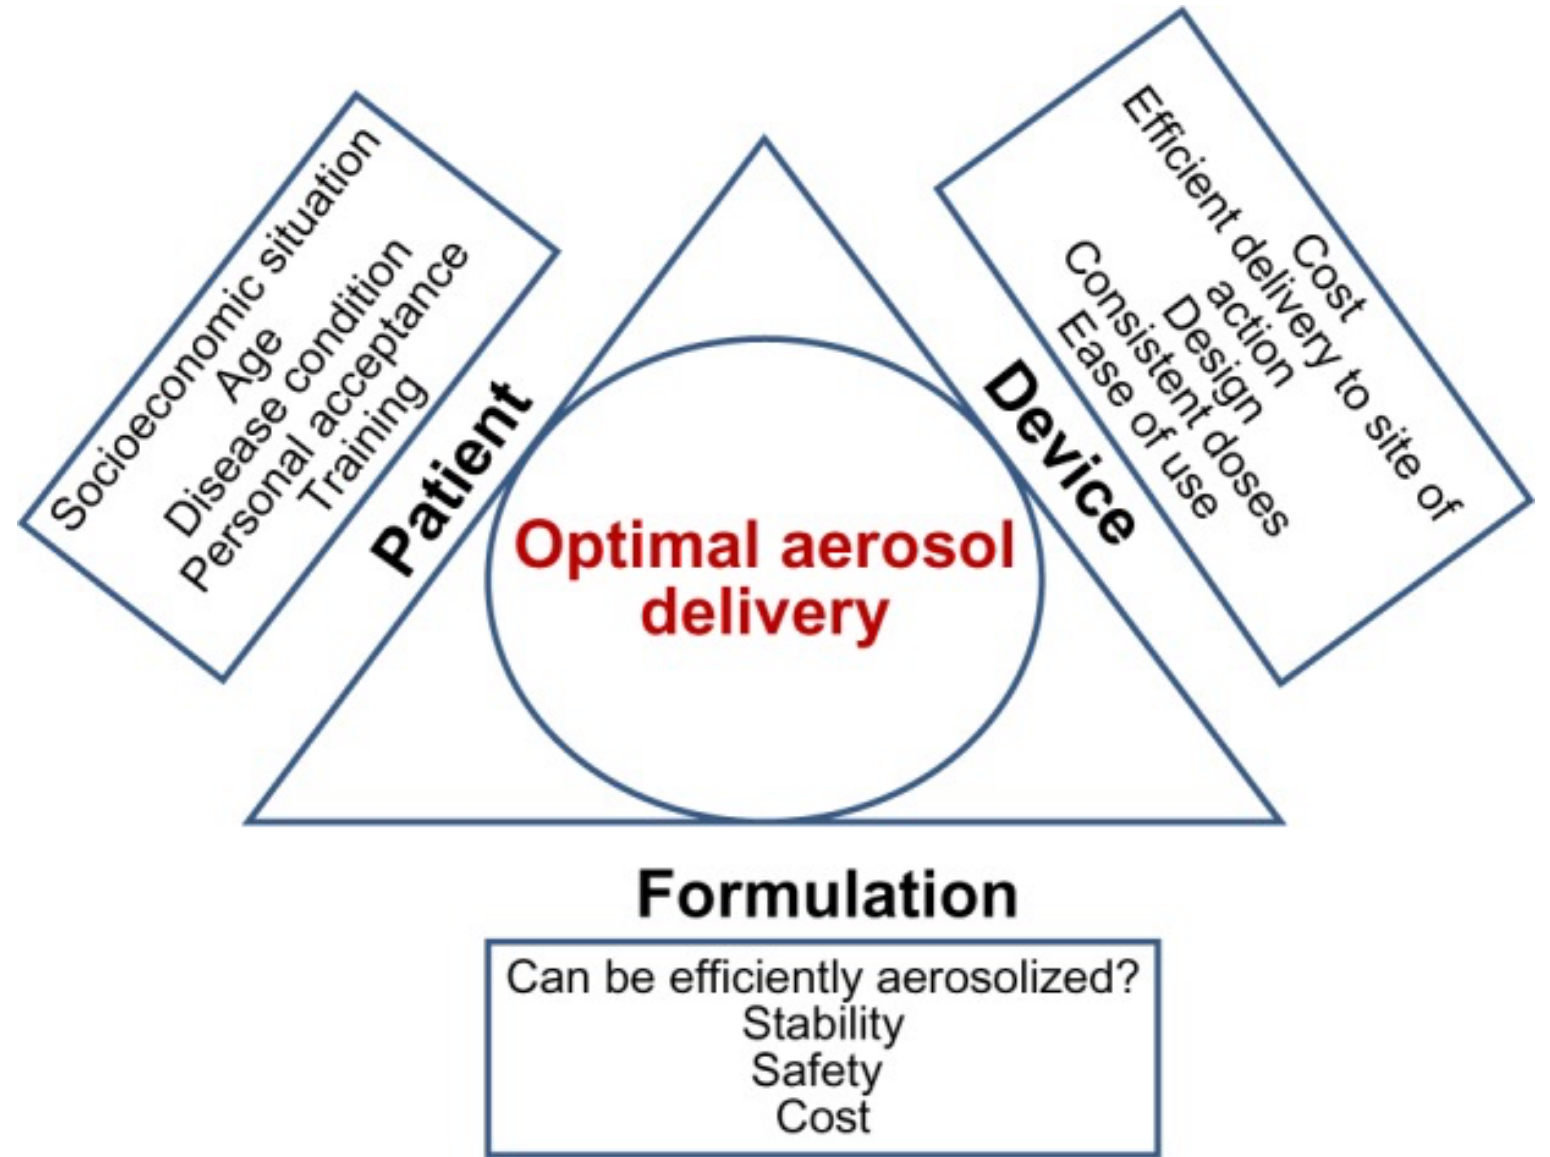 Socioeconomic situation
Age
Disease condition
Personal acceptance
Training
Patient
Cost
Efficient delivery to site of
action
Design
Consistent doses
Ease of use
Device
Optimal aerosol
delivery
Formulation
Can be efficiently aerosolized?
Stability
Safety
Cost